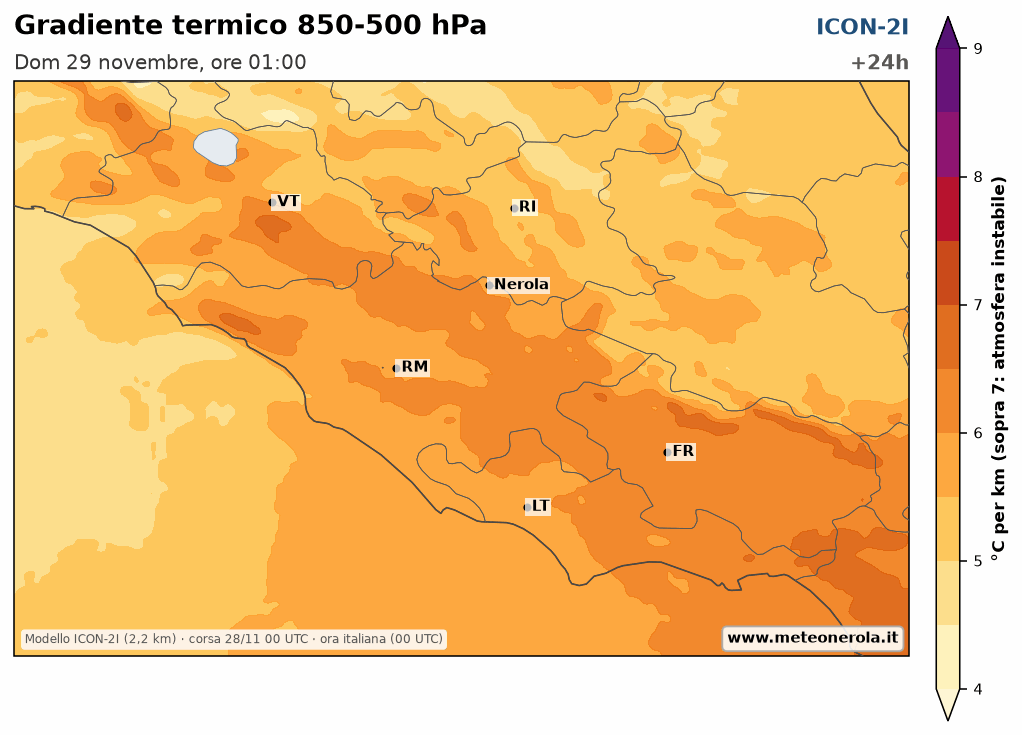 Gradiente termico 850-500 hPa
ICON-2I
Dom 29 novembre, ore 01:00
+24h
VT
RI
Nerola
RM
FR
LT
Modello ICON-2I (2,2 km) · corsa 28/11 00 UTC · ora italiana (00 UTC)
www.meteonerola.it
9
8
7
6
5
4
°C per km (sopra 7: atmosfera instabile)